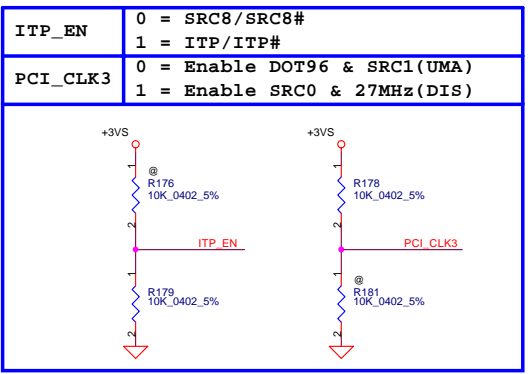 ITP_EN
0 = SRC8/SRC8#
1 = ITP/ITP#
PCI_CLK3
0 = Enable DOT96 & SRC1(UMA)
1 = Enable SRC0 & 27MHz(DIS)
+3VS
+3VS
1
@
R176
10K_0402_5%
2
1
R178
10K_0402_5%
2
ITP_EN
PCI_CLK3
1
R179
10K_0402_5%
2
1
@
R181
10K_0402_5%
2